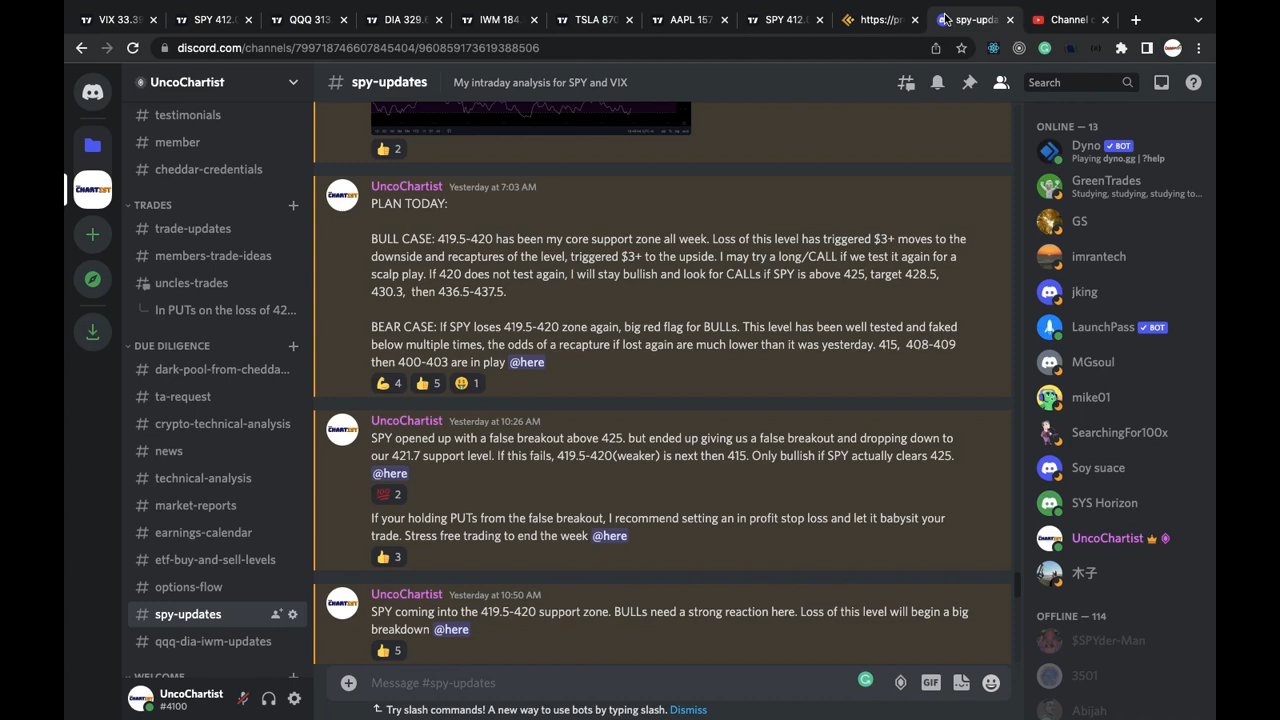 VIX 33.39
SPY 412.0
QQQ 313.
DIA 329.6
IWM 184.
TSLA 870
AAPL 157
SPY 412.0
https://pr
spy-upda
Channel c
discord.com/channels/799718746607845404/960859173619388506
UncoChartist
# spy-updates
My intraday analysis for SPY and VIX
Search
# testimonials
# member
# cheddar-credentials
TRADES
# trade-updates
# members-trade-ideas
uncles-trades
In PUTs on the loss of 42...
DUE DILIGENCE
# dark-pool-from-chedda...
# ta-request
# crypto-technical-analysis
# news
# technical-analysis
# market-reports
# earnings-calendar
# etf-buy-and-sell-levels
# options-flow
# spy-updates
# qqq-dia-iwm-updates
WELCOME
UncoChartist
#4100
2
UncoChartist Yesterday at 7:03 AM
PLAN TODAY:
BULL CASE: 419.5-420 has been my core support zone all week. Loss of this level has triggered $3+ moves to the
downside and recaptures of the level, triggered $3+ to the upside. I may try a long/CALL if we test it again for a
scalp play. If 420 does not test again, I will stay bullish and look for CALLs if SPY is above 425, target 428.5,
430.3, then 436.5-437.5.
BEAR CASE: If SPY loses 419.5-420 zone again, big red flag for BULLs. This level has been well tested and faked
below multiple times, the odds of a recapture if lost again are much lower than it was yesterday. 415, 408-409
then 400-403 are in play @here
4 5 1
UncoChartist Yesterday at 10:26 AM
SPY opened up with a false breakout above 425. but ended up giving us a false breakout and dropping down to
our 421.7 support level. If this fails, 419.5-420(weaker) is next then 415. Only bullish if SPY actually clears 425.
@here
2
If your holding PUTs from the false breakout, I recommend setting an in profit stop loss and let it babysit your
trade. Stress free trading to end the week @here
3
UncoChartist Yesterday at 10:50 AM
SPY coming into the 419.5-420 support zone. BULLs need a strong reaction here. Loss of this level will begin a big
breakdown @here
5
Message #spy-updates
GIF
Try slash commands! A new way to use bots by typing slash. Dismiss
ONLINE — 13
Dyno BOT
Playing dyno.gg | ?help
GreenTrades
Studying, studying, studying to...
GS
imrantech
jking
LaunchPass BOT
MGsoul
mike01
SearchingFor100x
Soy suace
SYS Horizon
UncoChartist
木子
OFFLINE — 114
$SPYder-Man
3501
Abijah